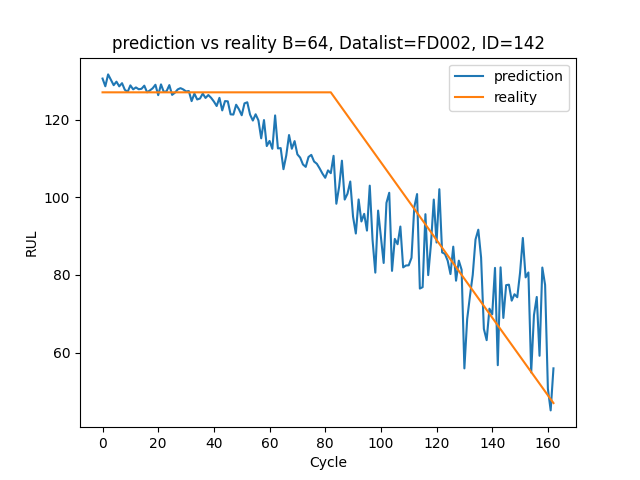 prediction vs reality B=64, Datalist=FD002, ID=142
prediction
reality
120
100
80
60
RUL
0 20 40 60 80 100 120 140 160
Cycle